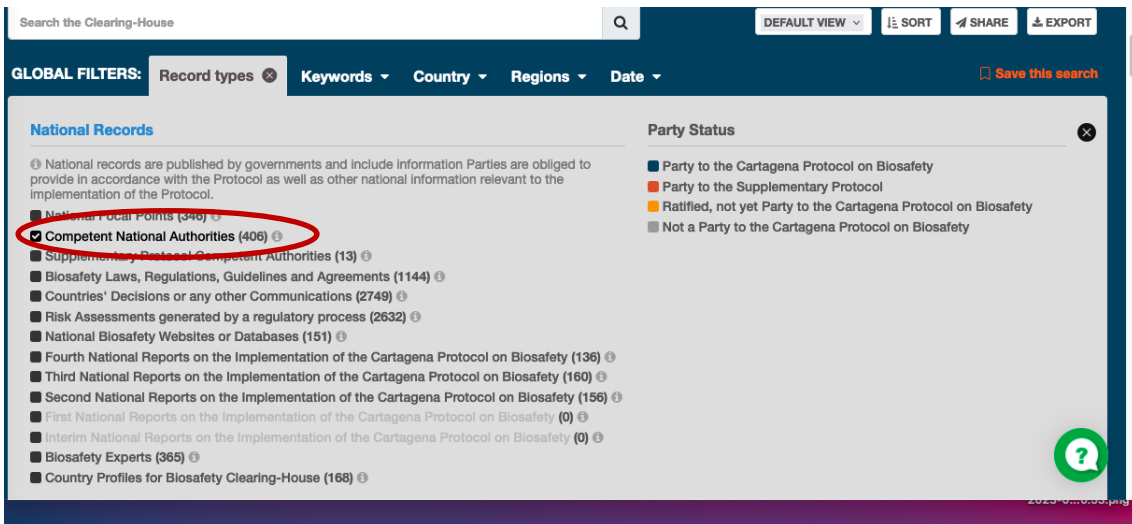 Search the Clearing-House
DEFAULT VIEW
SORT
SHARE
EXPORT
GLOBAL FILTERS:
Record types
Keywords
Country
Regions
Date
Save this search
National Records
National records are published by governments and include information Parties are obliged to
provide in accordance with the Protocol as well as other national information relevant to the
implementation of the Protocol.
National Focal Points (346)
Competent National Authorities (406)
Supplementary Protocol Competent Authorities (13)
Biosafety Laws, Regulations, Guidelines and Agreements (1144)
Countries' Decisions or any other Communications (2749)
Risk Assessments generated by a regulatory process (2632)
National Biosafety Websites or Databases (151)
Fourth National Reports on the Implementation of the Cartagena Protocol on Biosafety (136)
Third National Reports on the Implementation of the Cartagena Protocol on Biosafety (160)
Second National Reports on the Implementation of the Cartagena Protocol on Biosafety (156)
First National Reports on the Implementation of the Cartagena Protocol on Biosafety (0)
Interim National Reports on the Implementation of the Cartagena Protocol on Biosafety (0)
Biosafety Experts (365)
Country Profiles for Biosafety Clearing-House (168)
Party Status
Party to the Cartagena Protocol on Biosafety
Party to the Supplementary Protocol
Ratified, not yet Party to the Cartagena Protocol on Biosafety
Not a Party to the Cartagena Protocol on Biosafety
?